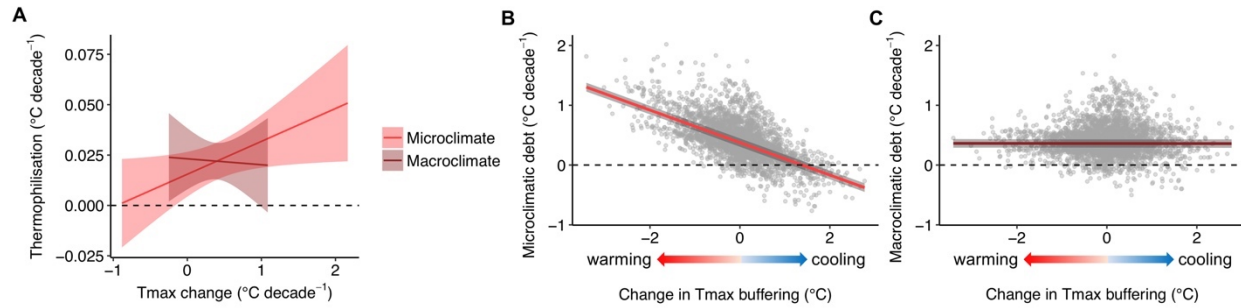 A
Thermophilisation (°C decade⁻¹)
0.075
0.050
0.025
0.000
−0.025
−1
0
1
2
Tmax change (°C decade⁻¹)
Microclimate
Macroclimate
B
Microclimatic debt (°C decade⁻¹)
2
1
0
−1
−2
0
2
warming
cooling
Change in Tmax buffering (°C)
C
Macroclimatic debt (°C decade⁻¹)
2
1
0
−1
−2
0
2
warming
cooling
Change in Tmax buffering (°C)